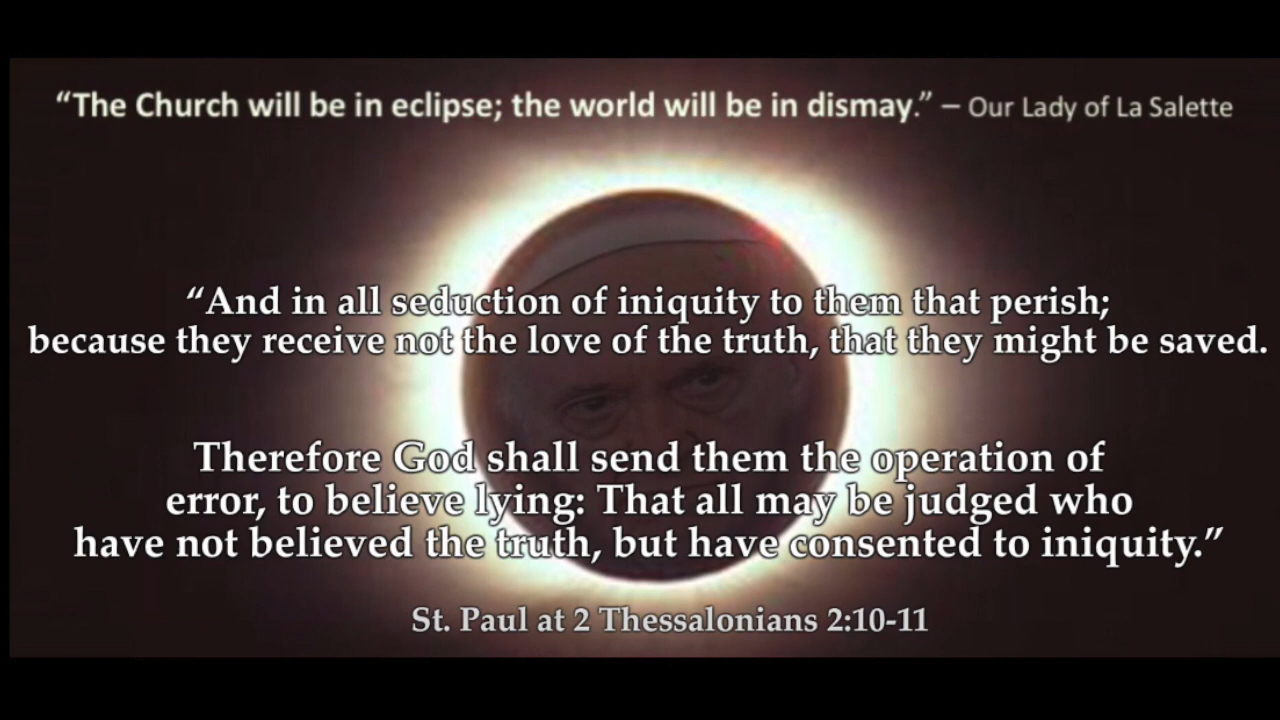 “The Church will be in eclipse; the world will be in dismay.” – Our Lady of La Salette
“And in all seduction of iniquity to them that perish;
because they receive not the love of the truth, that they might be saved.
Therefore God shall send them the operation of
error, to believe lying: That all may be judged who
have not believed the truth, but have consented to iniquity.”
St. Paul at 2 Thessalonians 2:10-11